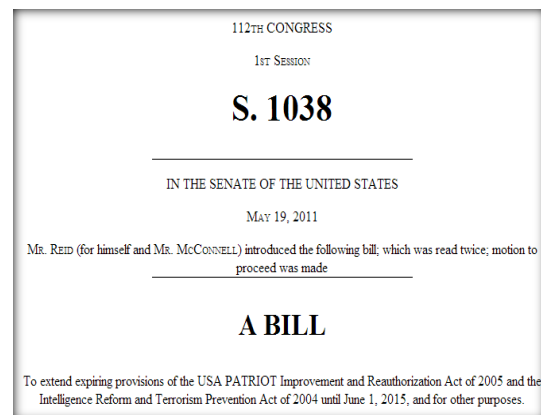 112TH CONGRESS
1ST SESSION
S. 1038
IN THE SENATE OF THE UNITED STATES
MAY 19, 2011
MR. REID (for himself and MR. MCCONNELL) introduced the following bill; which was read twice; motion to
proceed was made
A BILL
To extend expiring provisions of the USA PATRIOT Improvement and Reauthorization Act of 2005 and the
Intelligence Reform and Terrorism Prevention Act of 2004 until June 1, 2015, and for other purposes.